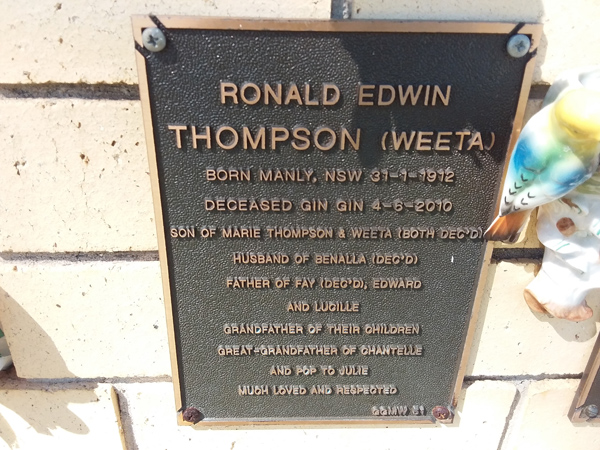 RONALD EDWIN
THOMPSON (WEETA)
BORN MANLY, NSW 31-1-1912
DECEASED GIN GIN 4-6-2010
SON OF MARIE THOMPSON & WEETA (BOTH DEC'D)
HUSBAND OF BENALLA (DEC'D)
FATHER OF FAY (DEC'D), EDWARD
AND LUCILLE
GRANDFATHER OF THEIR CHILDREN
GREAT-GRANDFATHER OF CHANTELLE
AND POP TO JULIE
MUCH LOVED AND RESPECTED
51